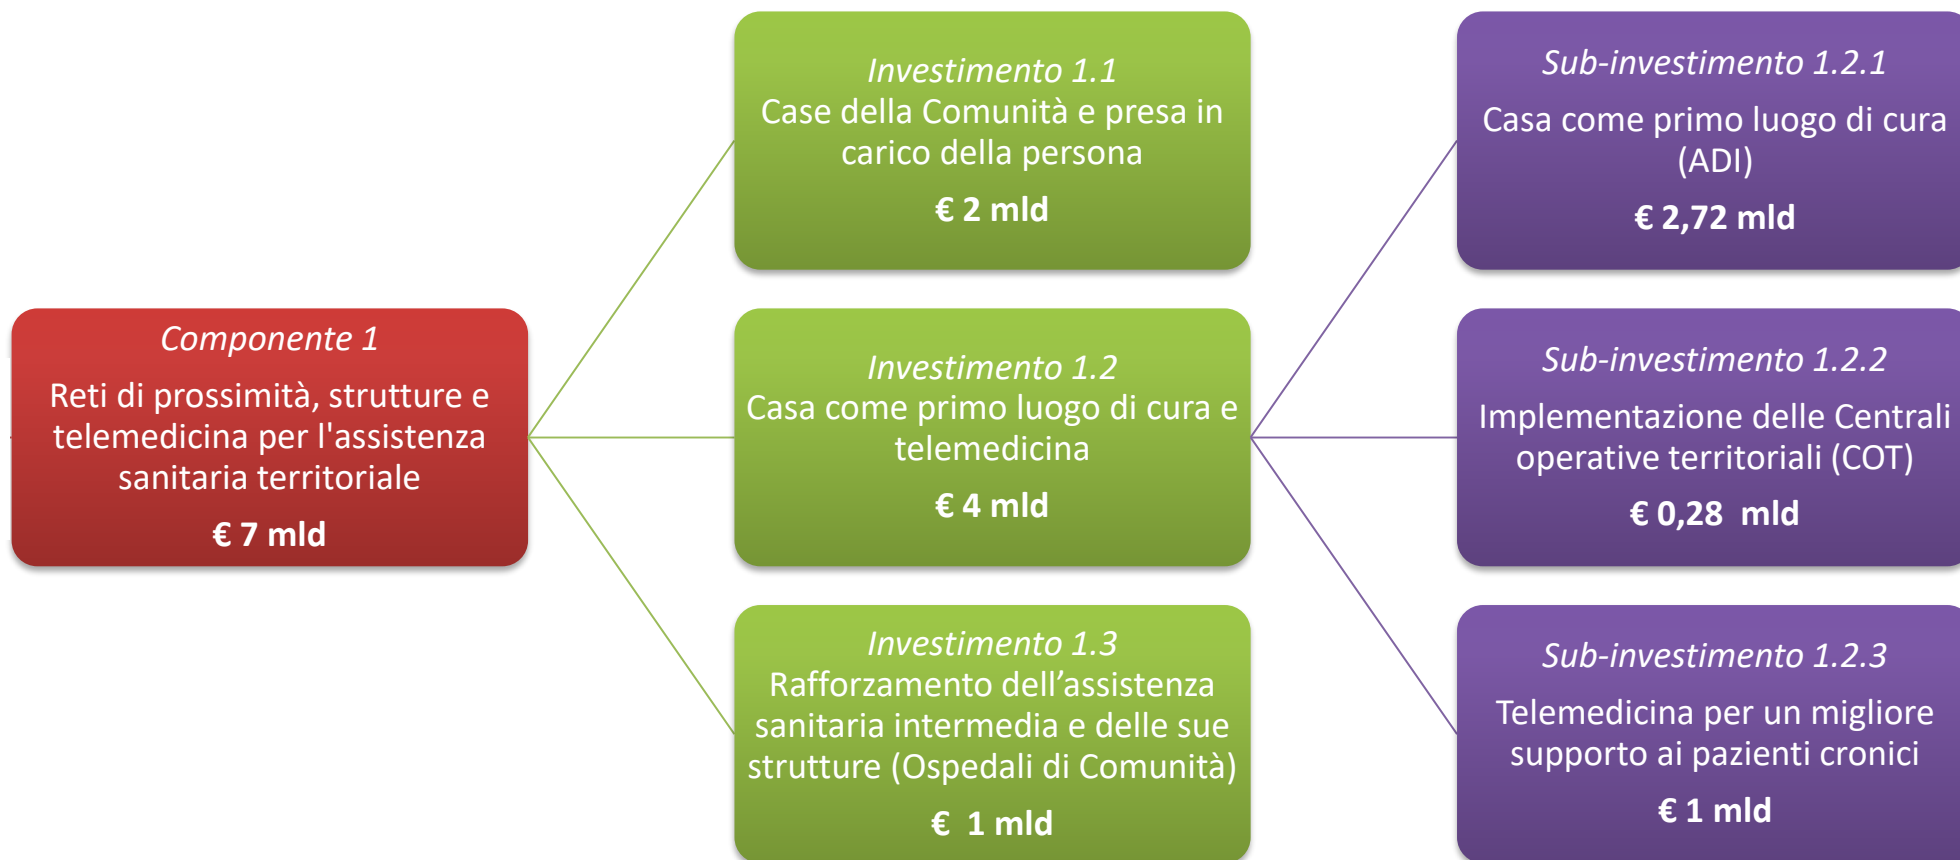 Componente 1
Reti di prossimità, strutture e
telemedicina per l'assistenza
sanitaria territoriale
€ 7 mld
Investimento 1.1
Case della Comunità e presa in
carico della persona
€ 2 mld
Investimento 1.2
Casa come primo luogo di cura e
telemedicina
€ 4 mld
Investimento 1.3
Rafforzamento dell’assistenza
sanitaria intermedia e delle sue
strutture (Ospedali di Comunità)
€ 1 mld
Sub-investimento 1.2.1
Casa come primo luogo di cura
(ADI)
€ 2,72 mld
Sub-investimento 1.2.2
Implementazione delle Centrali
operative territoriali (COT)
€ 0,28 mld
Sub-investimento 1.2.3
Telemedicina per un migliore
supporto ai pazienti cronici
€ 1 mld